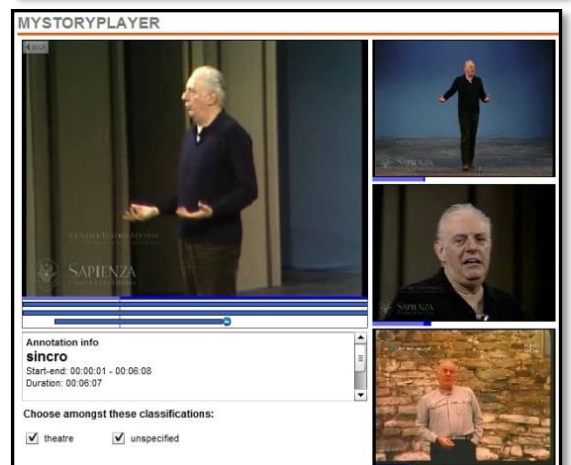 MYSTORYPLAYER
SAPIENZA
SAPIENZA
Annotation info
sincro
Start-end: 00:00:01 - 00:06:08
Duration: 00:06:07
Choose amongst these classifications:
theatre
unspecified